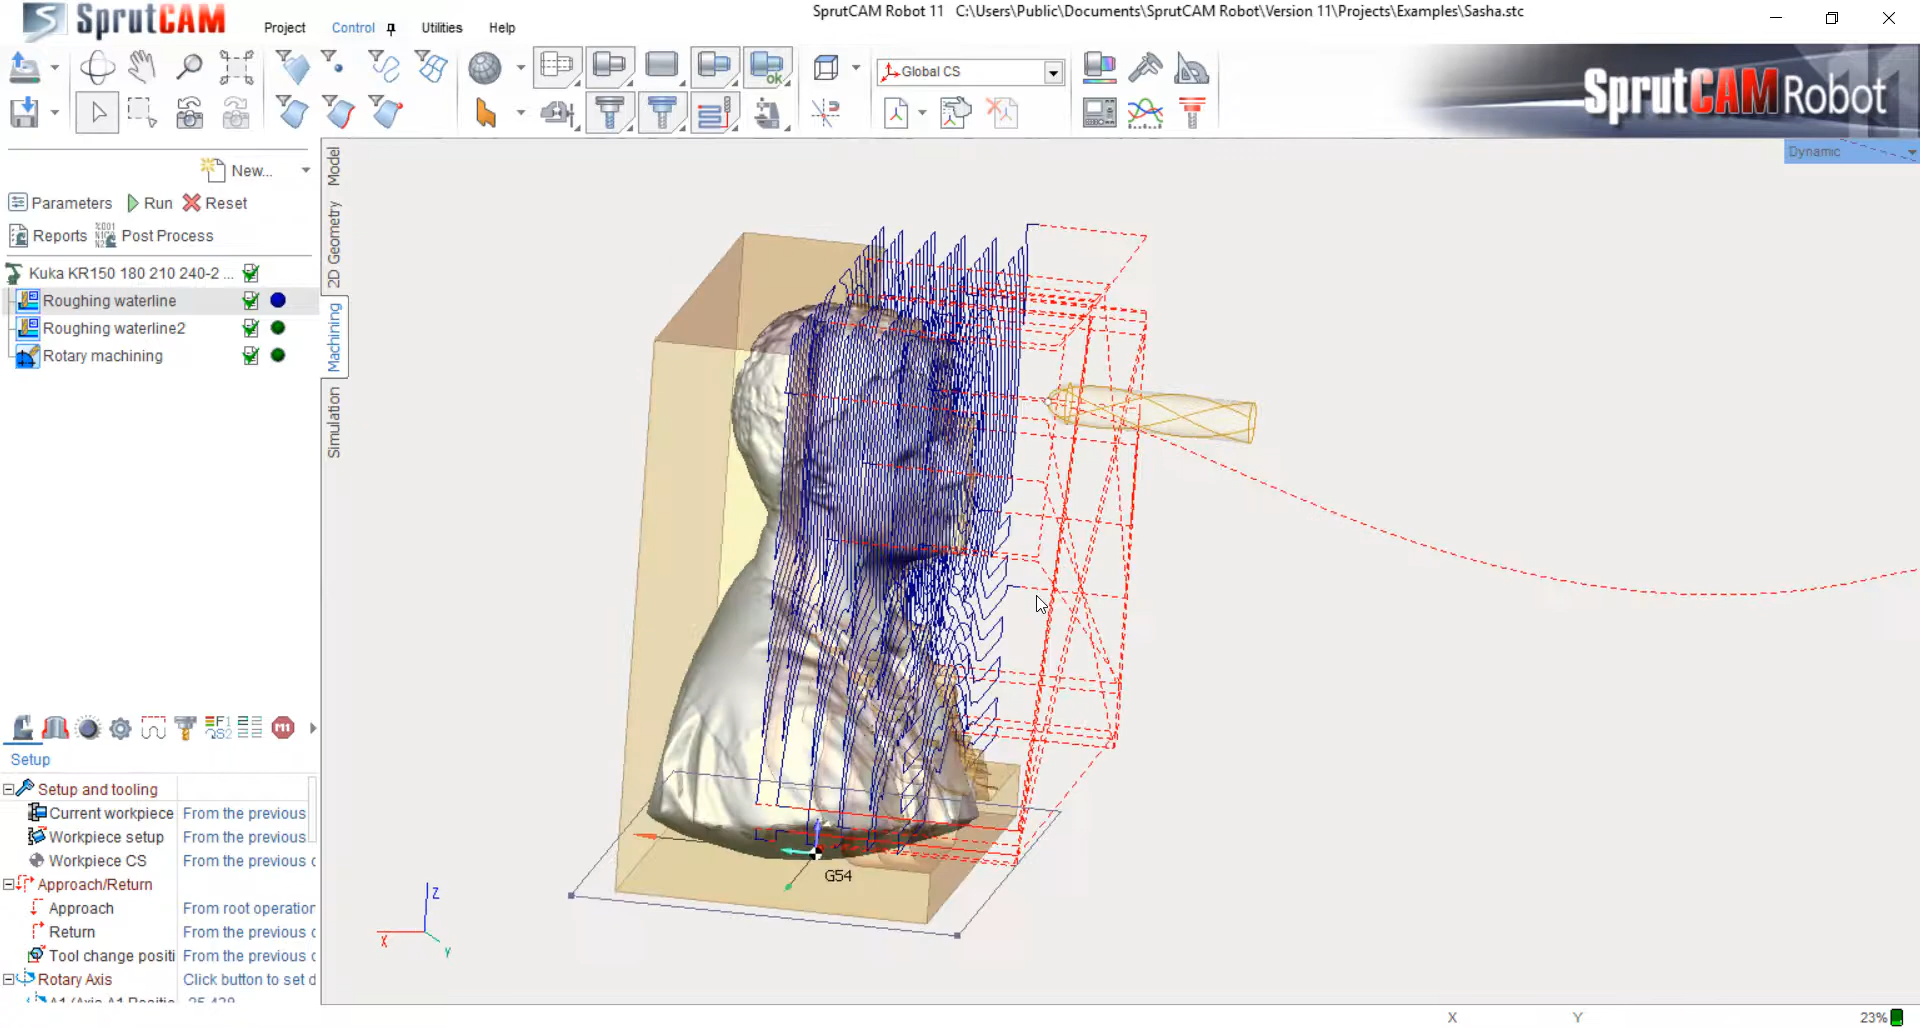 SprutCAM
SprutCAM Robot 11 C:\Users\Public\Documents\SprutCAM Robot\Version 11\Projects\Examples\Sasha.stc
Project
Control
Utilities
Help
ok
Global CS
SprutCAM Robot
11
Dynamic
New...
Parameters
Run
Reset
Reports
Post Process
Kuka KR150 180 210 240-2 ...
Roughing waterline
Roughing waterline2
Rotary machining
Model
2D Geometry
Machining
Simulation
M1
Setup
Setup and tooling
Current workpiece From the previous
Workpiece setup From the previous
Workpiece CS From the previous c
Approach/Return
Approach From root operation
Return From the previous c
Tool change positi From the previous c
Rotary Axis Click button to set d
G54
Z
X
Y
X
Y
23%